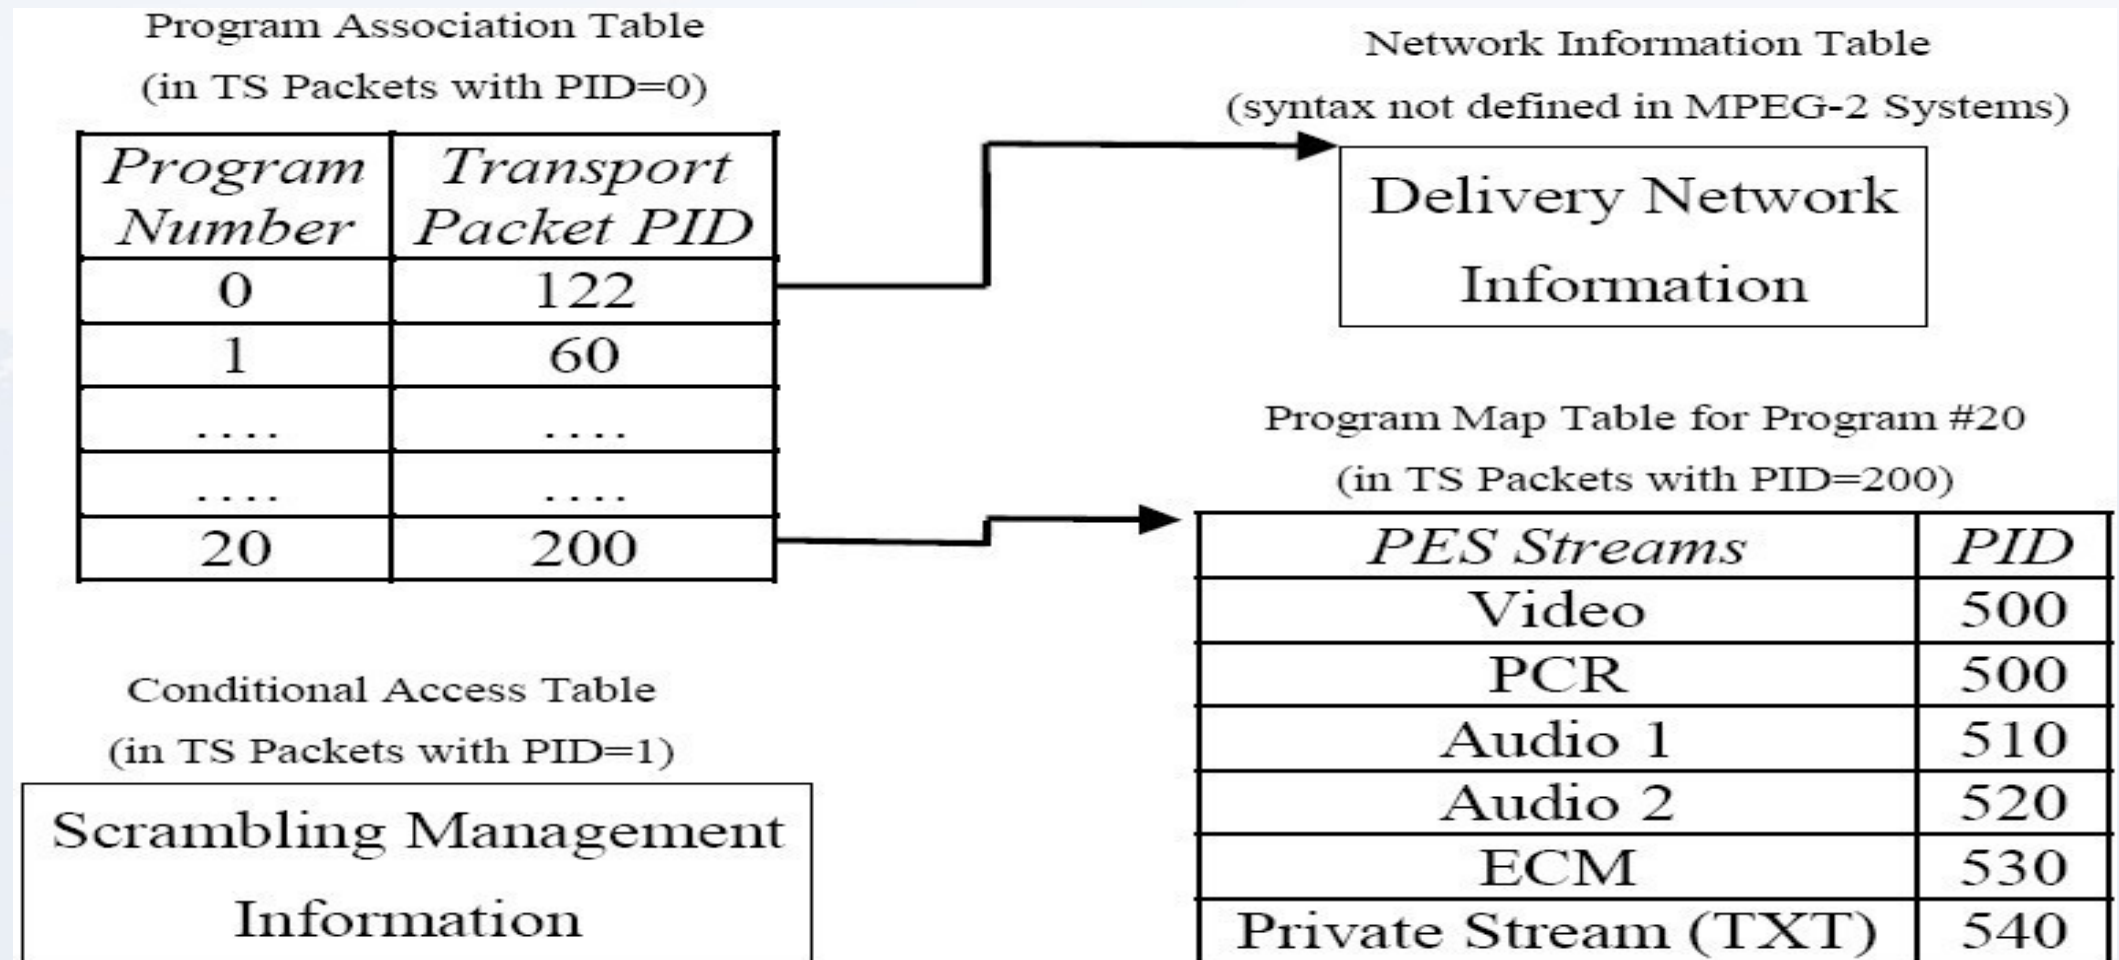 Program Association Table
(in TS Packets with PID=0)
Program Number Transport Packet PID
0 122
1 60
.... ....
.... ....
20 200
Network Information Table
(syntax not defined in MPEG-2 Systems)
Delivery Network
Information
Conditional Access Table
(in TS Packets with PID=1)
Scrambling Management
Information
Program Map Table for Program #20
(in TS Packets with PID=200)
PES Streams PID
Video 500
PCR 500
Audio 1 510
Audio 2 520
ECM 530
Private Stream (TXT) 540